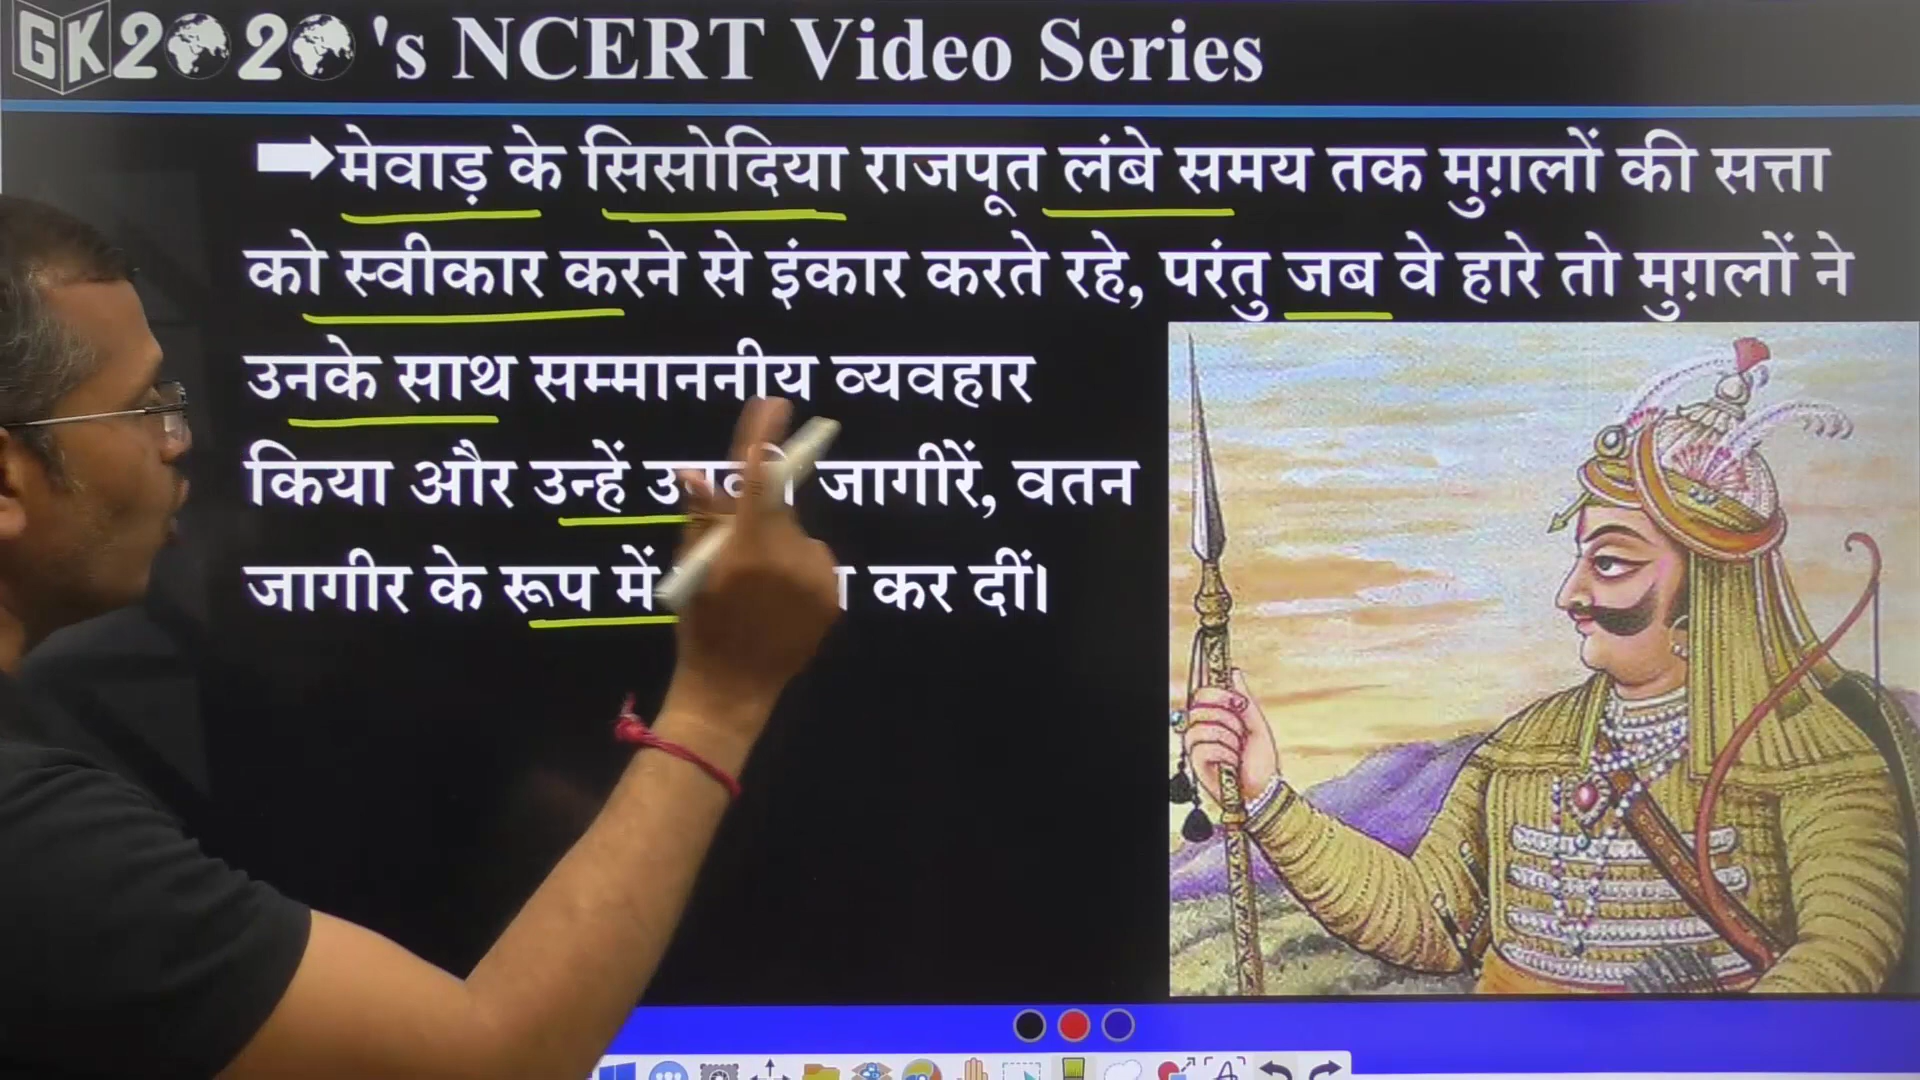 GK2020's NCERT Video Series
मेवाड़ के सिसोदिया राजपूत लंबे समय तक मुग़लों की सत्ता
को स्वीकार करने से इंकार करते रहे, परंतु जब वे हारे तो मुग़लों ने
उनके साथ सम्माननीय व्यवहार
किया और उन्हें जागीरें, वतन
जागीर के रूप में कर दीं।